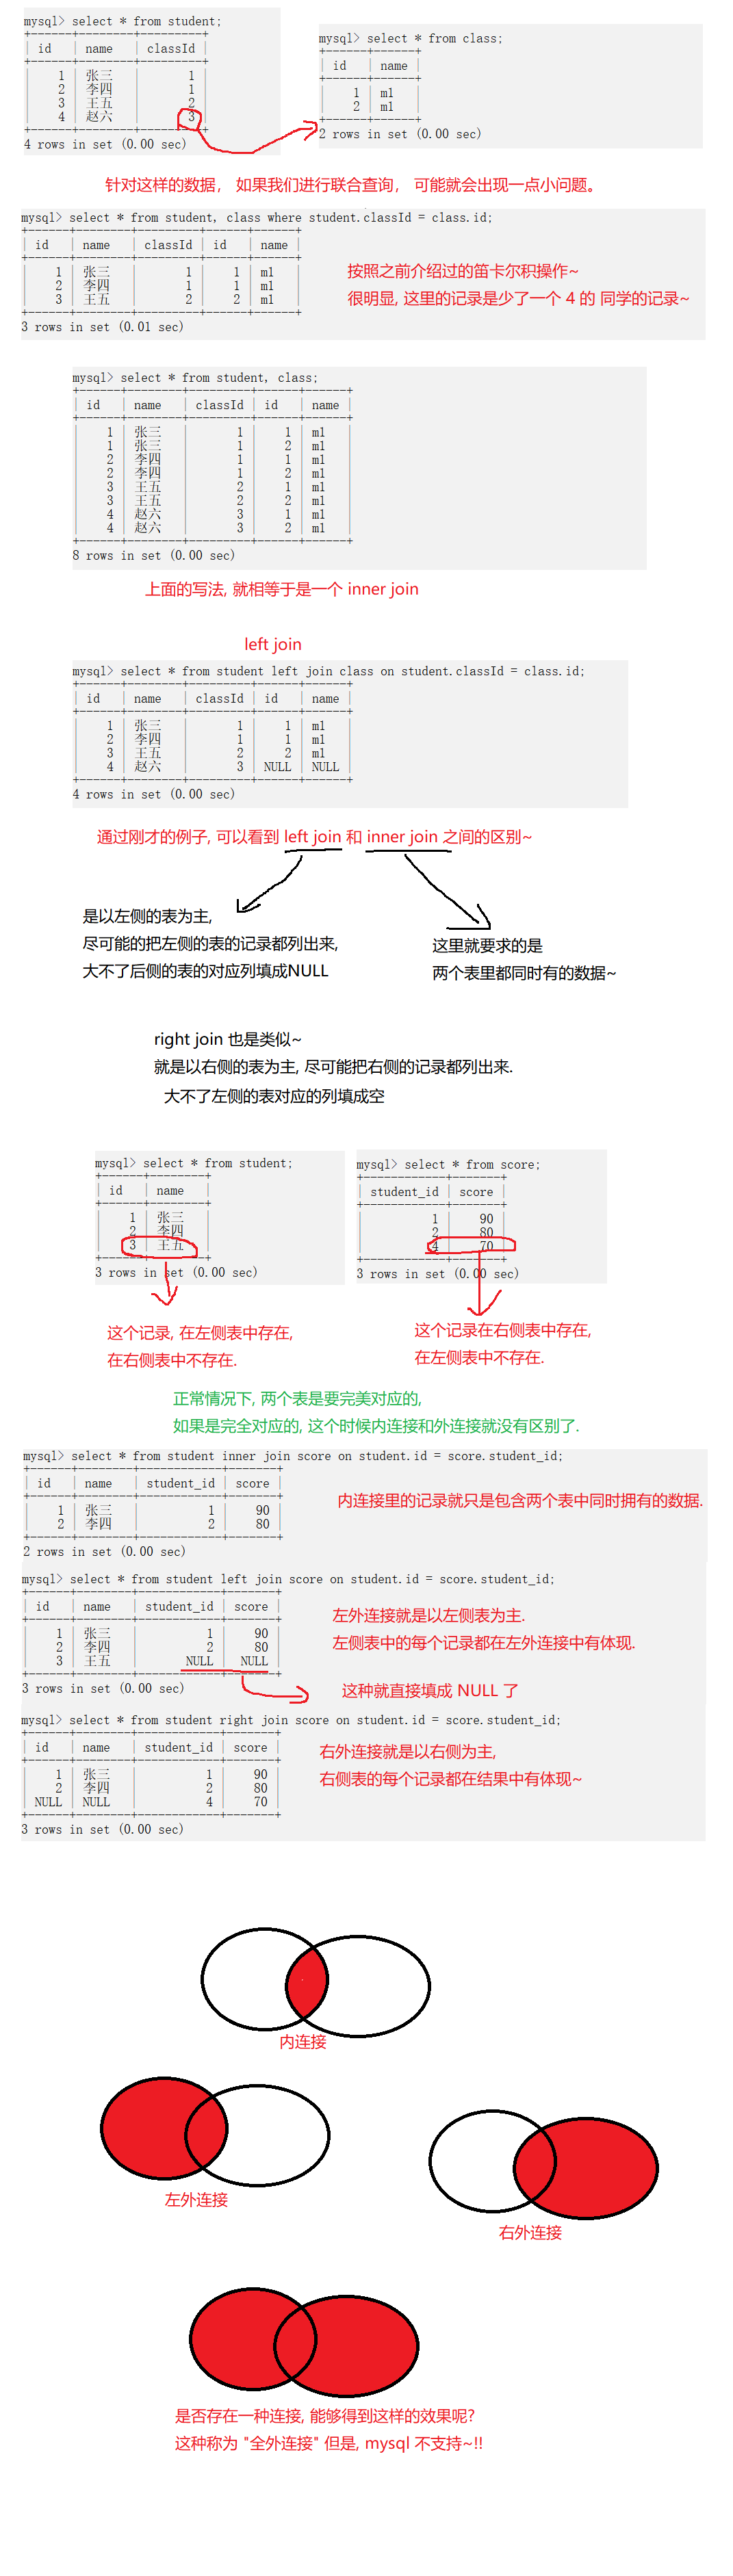 mysql> select * from student;
+------+--------+---------+
| id   | name   | classId |
+------+--------+---------+
|    1 | 张三   |       1 |
|    2 | 李四   |       1 |
|    3 | 王五   |       2 |
|    4 | 赵六   |       3 |
+------+--------+---------+
4 rows in set (0.00 sec)
mysql> select * from class;
+------+------+
| id   | name |
+------+------+
|    1 | m1   |
|    2 | m1   |
+------+------+
2 rows in set (0.00 sec)
针对这样的数据, 如果我们进行联合查询, 可能就会出现一点小问题。
mysql> select * from student, class where student.classId = class.id;
+------+--------+---------+------+------+
| id   | name   | classId | id   | name |
+------+--------+---------+------+------+
|    1 | 张三   |       1 |    1 | m1   |
|    2 | 李四   |       1 |    1 | m1   |
|    3 | 王五   |       2 |    2 | m1   |
+------+--------+---------+------+------+
3 rows in set (0.01 sec)
按照之前介绍过的笛卡尔积操作~
很明显, 这里的记录是少了一个 4 的 同学的记录~
mysql> select * from student, class;
+------+--------+---------+------+------+
| id   | name   | classId | id   | name |
+------+--------+---------+------+------+
|    1 | 张三   |       1 |    1 | m1   |
|    1 | 张三   |       1 |    2 | m1   |
|    2 | 李四   |       1 |    1 | m1   |
|    2 | 李四   |       1 |    2 | m1   |
|    3 | 王五   |       2 |    1 | m1   |
|    3 | 王五   |       2 |    2 | m1   |
|    4 | 赵六   |       3 |    1 | m1   |
|    4 | 赵六   |       3 |    2 | m1   |
+------+--------+---------+------+------+
8 rows in set (0.00 sec)
上面的写法, 就相等于是一个 inner join
left join
mysql> select * from student left join class on student.classId = class.id;
+------+--------+---------+------+------+
| id   | name   | classId | id   | name |
+------+--------+---------+------+------+
|    1 | 张三   |       1 |    1 | m1   |
|    2 | 李四   |       1 |    1 | m1   |
|    3 | 王五   |       2 |    2 | m1   |
|    4 | 赵六   |       3 | NULL | NULL |
+------+--------+---------+------+------+
4 rows in set (0.00 sec)
通过刚才的例子, 可以看到 left join 和 inner join 之间的区别~
是以左侧的表为主,
尽可能的把左侧的表的记录都列出来,
大不了后侧的表的对应列填成NULL
这里就要求的是
两个表里都同时有的数据~
right join 也是类似~
就是以右侧的表为主, 尽可能把右侧的记录都列出来.
大不了左侧的表对应的列填成空
mysql> select * from student;
+------+--------+
| id   | name   |
+------+--------+
|    1 | 张三   |
|    2 | 李四   |
|    3 | 王五   |
+------+--------+
3 rows in set (0.00 sec)
mysql> select * from score;
+------------+-------+
| student_id | score |
+------------+-------+
|          1 |    90 |
|          2 |    80 |
|          4 |    70 |
+------------+-------+
3 rows in set (0.00 sec)
这个记录, 在左侧表中存在,
在右侧表中不存在.
这个记录在右侧表中存在,
在左侧表中不存在.
正常情况下, 两个表是要完美对应的,
如果是完全对应的, 这个时候内连接和外连接就没有区别了.
mysql> select * from student inner join score on student.id = score.student_id;
+------+--------+------------+-------+
| id   | name   | student_id | score |
+------+--------+------------+-------+
|    1 | 张三   |          1 |    90 |
|    2 | 李四   |          2 |    80 |
+------+--------+------------+-------+
2 rows in set (0.00 sec)
内连接里的记录就只是包含两个表中同时拥有的数据.
mysql> select * from student left join score on student.id = score.student_id;
+------+--------+------------+-------+
| id   | name   | student_id | score |
+------+--------+------------+-------+
|    1 | 张三   |          1 |    90 |
|    2 | 李四   |          2 |    80 |
|    3 | 王五   |       NULL |  NULL |
+------+--------+------------+-------+
3 rows in set (0.00 sec)
左外连接就是以左侧表为主.
左侧表中的每个记录都在左外连接中有体现.
这种就直接填成 NULL 了
mysql> select * from student right join score on student.id = score.student_id;
+------+--------+------------+-------+
| id   | name   | student_id | score |
+------+--------+------------+-------+
|    1 | 张三   |          1 |    90 |
|    2 | 李四   |          2 |    80 |
| NULL | NULL   |          4 |    70 |
+------+--------+------------+-------+
3 rows in set (0.00 sec)
右外连接就是以右侧为主,
右侧表的每个记录都在结果中有体现~
内连接
左外连接
右外连接
是否存在一种连接, 能够得到这样的效果呢?
这种称为 "全外连接" 但是, mysql 不支持~!!